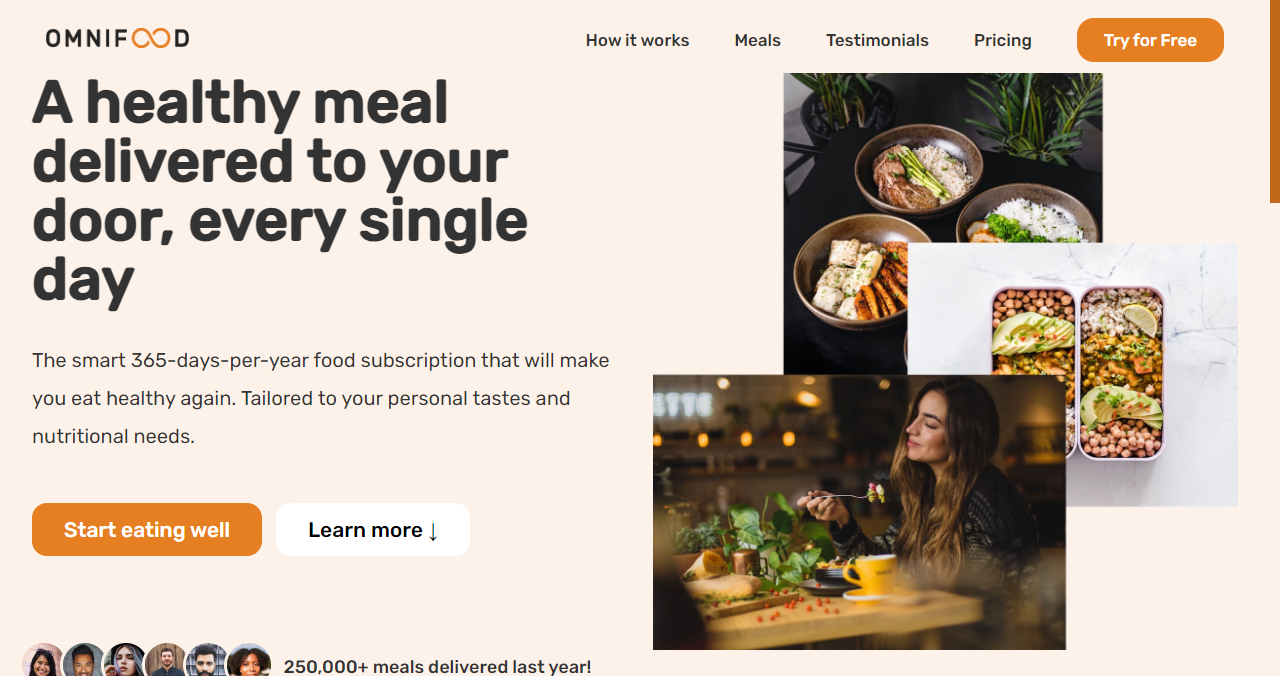 OMNIFOOD
How it works Meals Testimonials Pricing Try for Free
A healthy meal
delivered to your
door, every single
day
The smart 365-days-per-year food subscription that will make
you eat healthy again. Tailored to your personal tastes and
nutritional needs.
Start eating well Learn more ↓
250,000+ meals delivered last year!